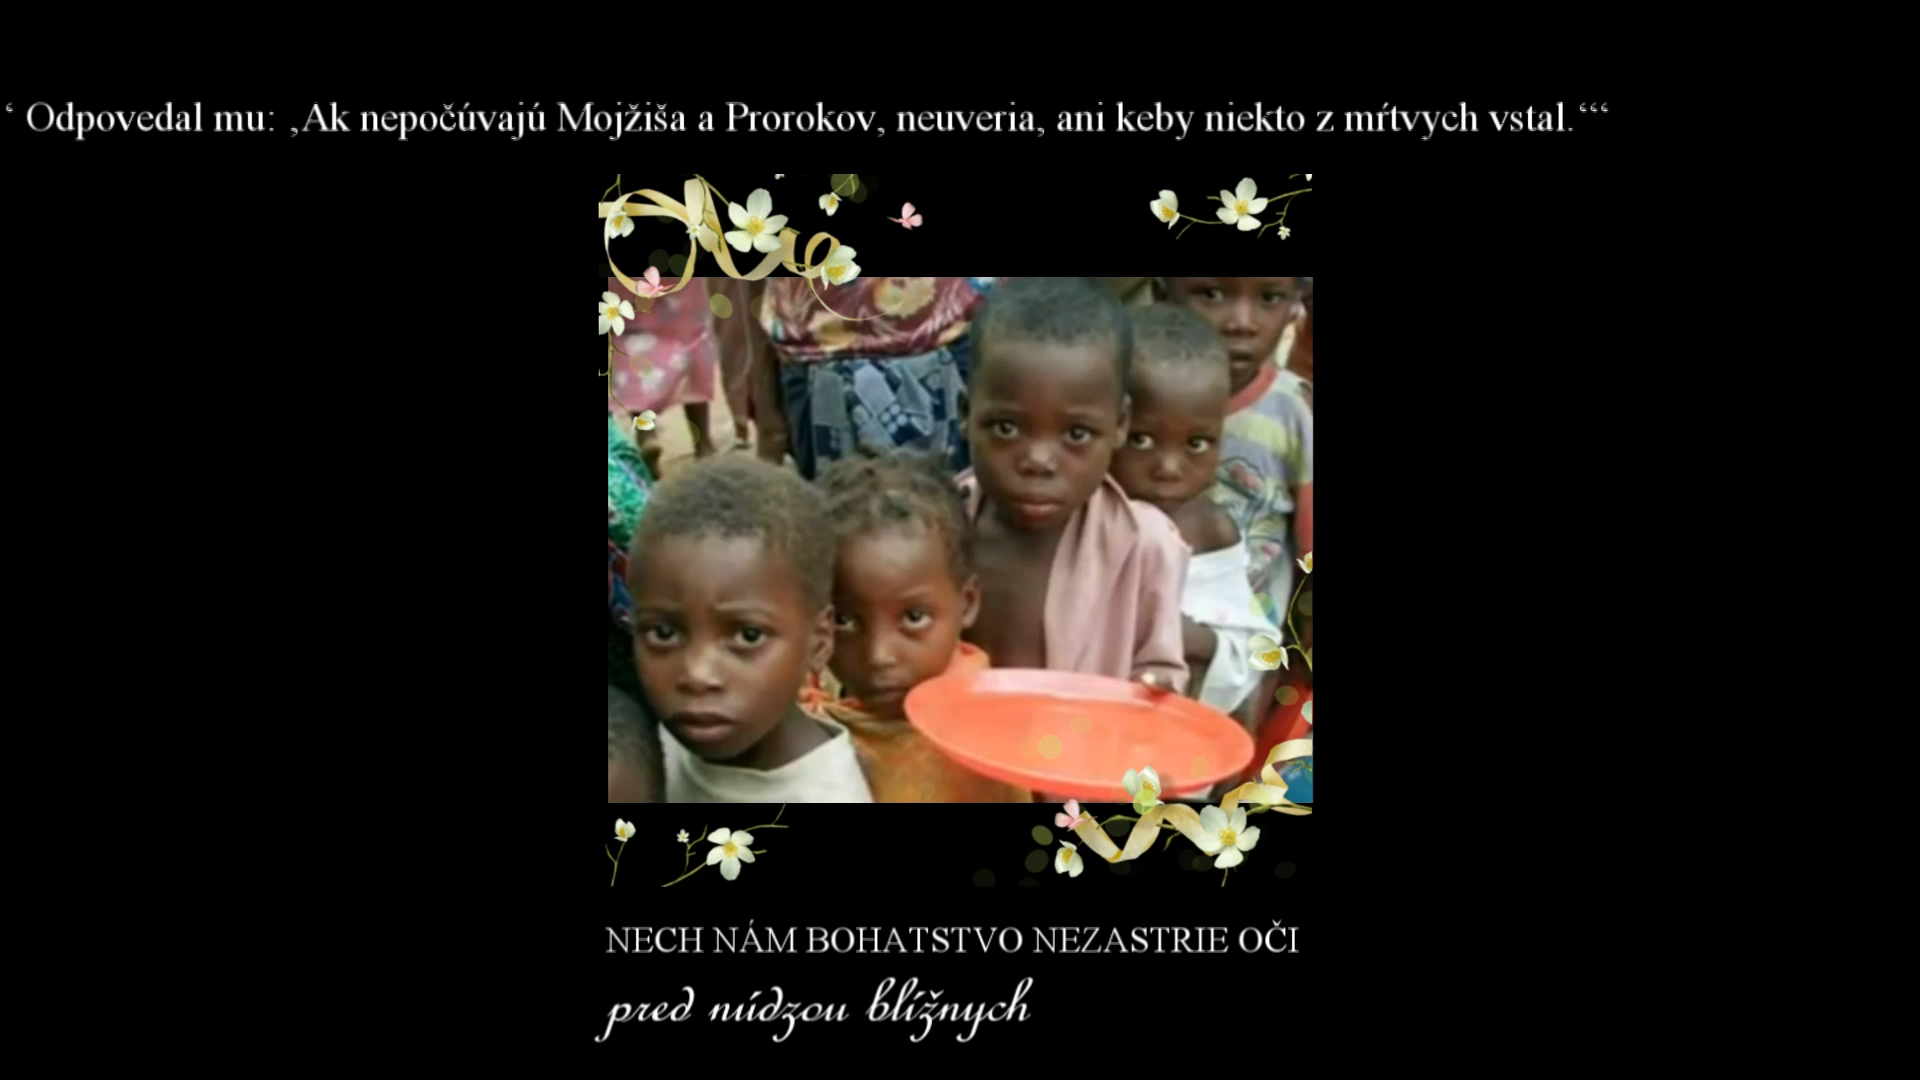 ‘ Odpovedal mu: ‚Ak nepočúvajú Mojžiša a Prorokov, neuveria, ani keby niekto z mŕtvych vstal.‘“
NECH NÁM BOHATSTVO NEZASTRIE OČI
pred núdzou blížnych